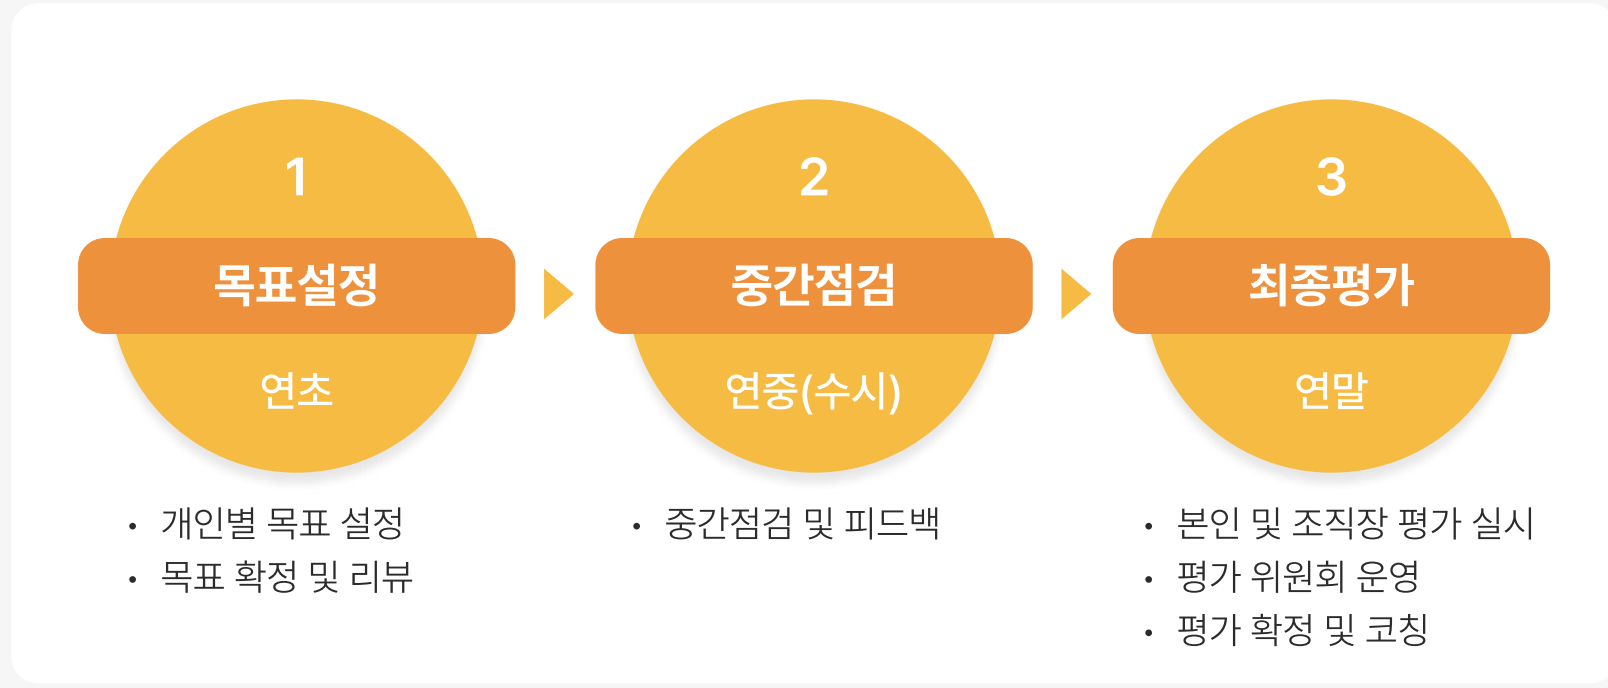 1
목표설정
연초
• 개인별 목표 설정
• 목표 확정 및 리뷰
2
중간점검
연중(수시)
• 중간점검 및 피드백
3
최종평가
연말
• 본인 및 조직장 평가 실시
• 평가 위원회 운영
• 평가 확정 및 코칭